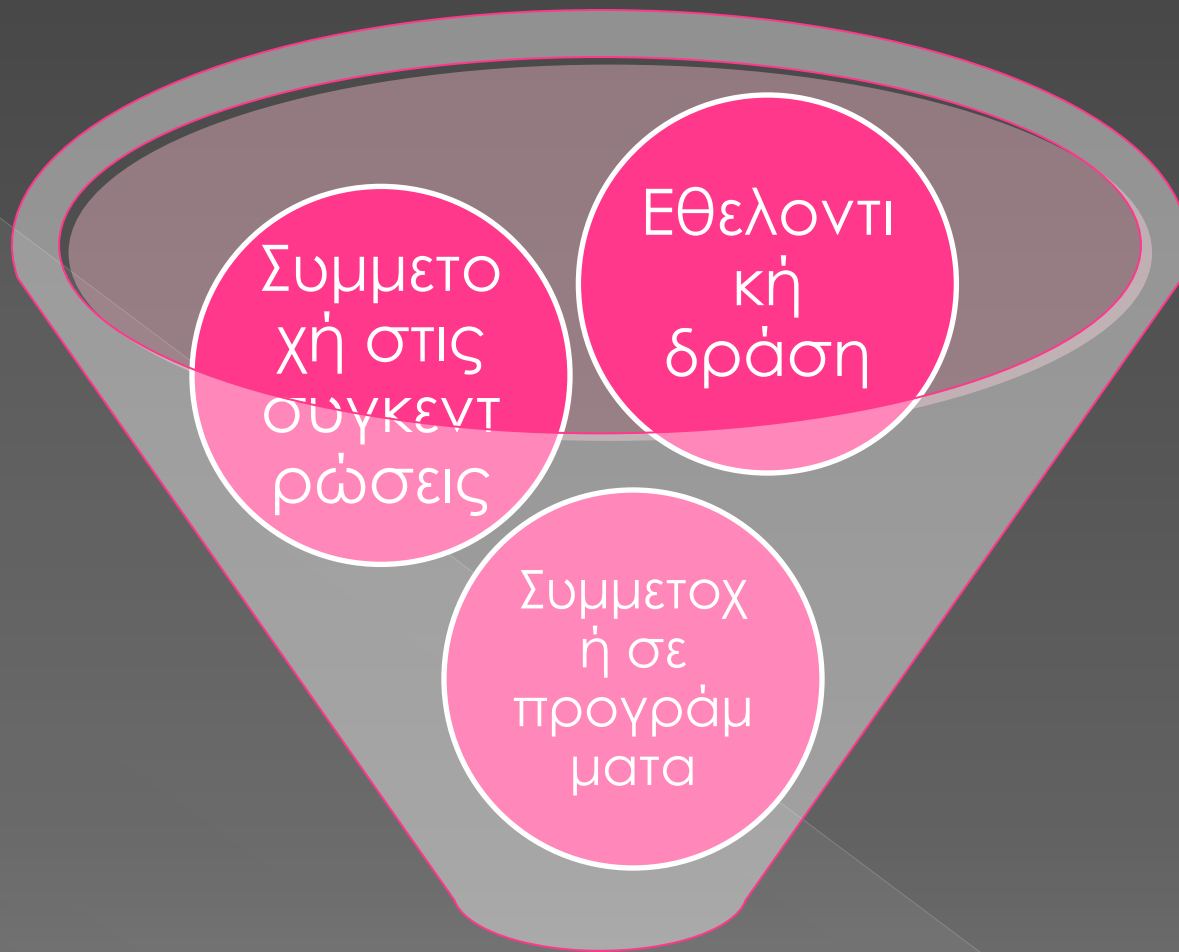 Συμμετο
χή στις
συγκεντ
ρώσεις
Εθελοντι
κή
δράση
Συμμετοχ
ή σε
προγράμ
ματα